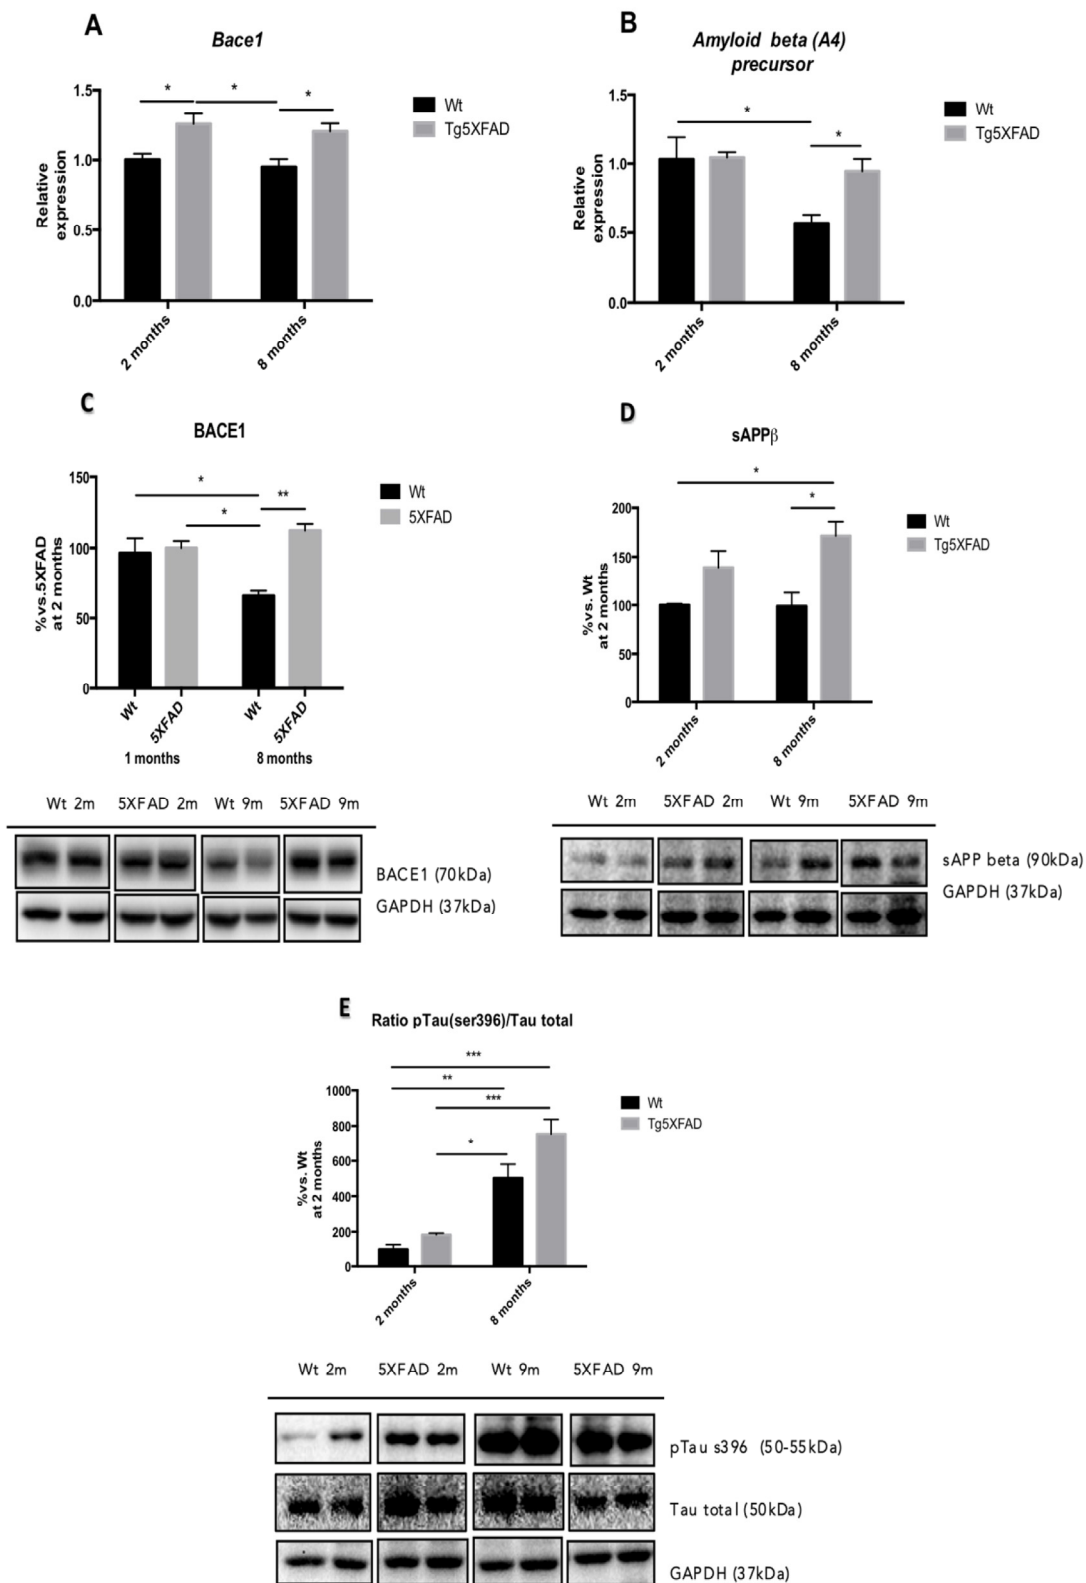 A
Bace1
1.5
1.0
0.5
0.0
Relative
expression
*
*
*
2 months
8 months
Wt
Tg5XFAD
B
Amyloid beta (A4)
precursor
1.5
1.0
0.5
0.0
Relative
expression
*
*
2 months
8 months
Wt
Tg5XFAD
C
BACE1
150
100
50
0
%vs.5XFAD
at 2 months
*
*
**
Wt
5XFAD
Wt
5XFAD
1 months
8 months
Wt
5XFAD
Wt 2m 5XFAD 2m Wt 9m 5XFAD 9m
BACE1 (70kDa)
GAPDH (37kDa)
D
sAPPβ
200
150
100
50
0
%vs. Wt
at 2 months
*
*
2 months
8 months
Wt
Tg5XFAD
Wt 2m 5XFAD 2m Wt 9m 5XFAD 9m
sAPP beta (90kDa)
GAPDH (37kDa)
E
Ratio pTau(ser396)/Tau total
1000
800
600
400
200
0
%vs. Wt
at 2 months
***
**
***
*
2 months
8 months
Wt
Tg5XFAD
Wt 2m 5XFAD 2m Wt 9m 5XFAD 9m
pTau s396 (50-55kDa)
Tau total (50kDa)
GAPDH (37kDa)